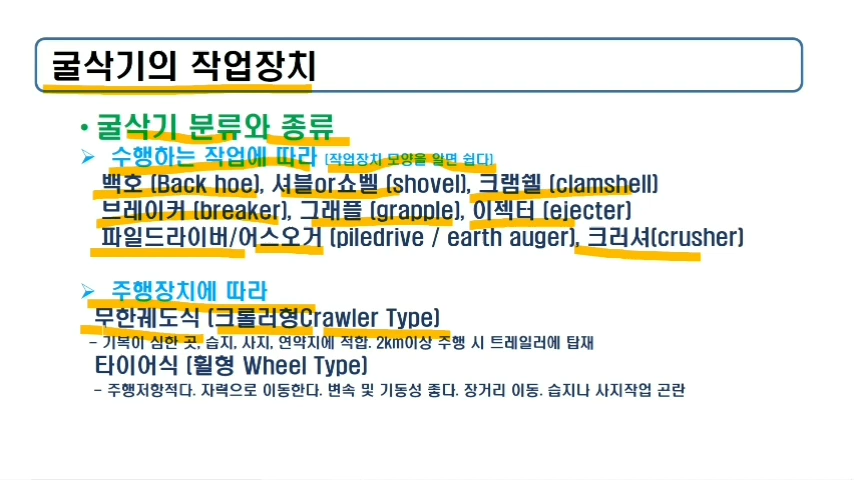 굴삭기의 작업장치
• 굴삭기 분류와 종류
➢ 수행하는 작업에 따라 [작업장치 모양을 알면 쉽다]
백호 (Back hoe), 셔블or쇼벨 (shovel), 크램쉘 (clamshell)
브레이커 (breaker), 그래플 (grapple), 이젝터 (ejecter)
파일드라이버/어스오거 (piledrive / earth auger), 크러셔(crusher)
➢ 주행장치에 따라
무한궤도식 (크롤러형Crawler Type)
– 기복이 심한 곳, 습지, 사지, 연약지에 적합. 2km이상 주행 시 트레일러에 탑재
타이어식 (휠형 Wheel Type)
– 주행저항적다. 자력으로 이동한다. 변속 및 기동성 좋다. 장거리 이동. 습지나 사지작업 곤란